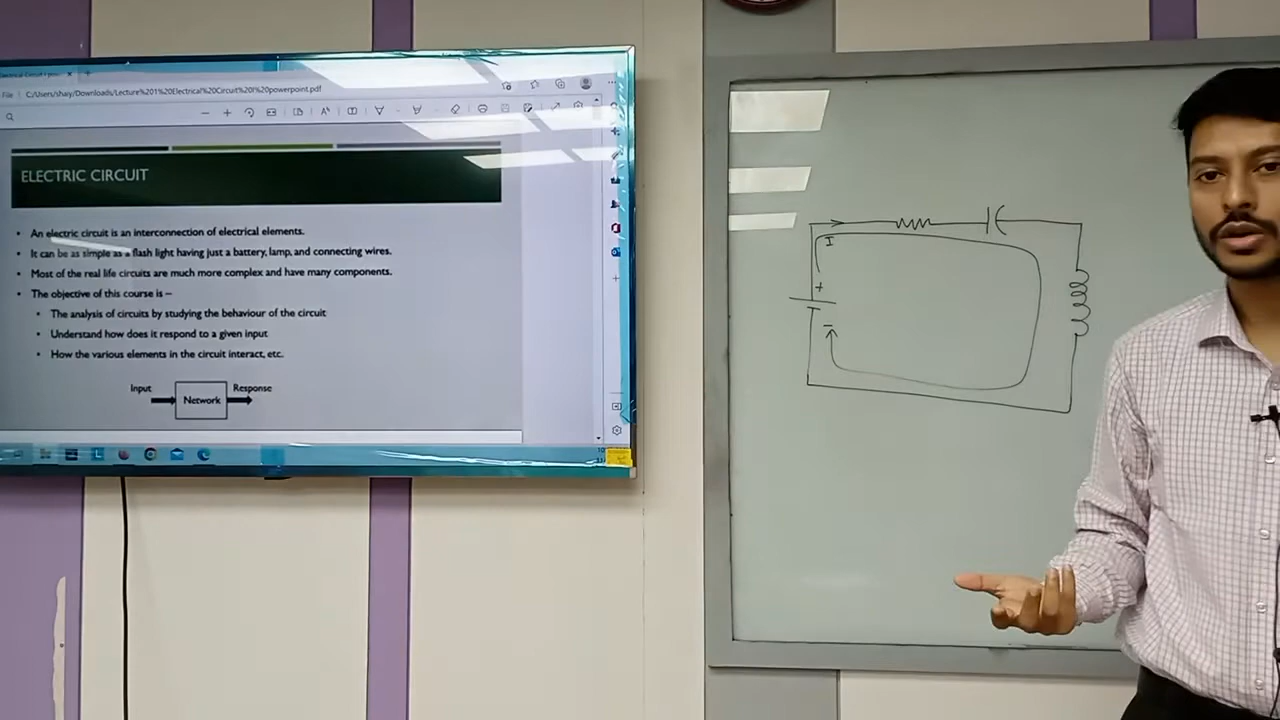 File | C:/Users/shay/Downloads/Lecture%201%20Electrical%20Circuit%20I%20powerpoint.pdf
ELECTRIC CIRCUIT
• An electric circuit is an interconnection of electrical elements.
• It can be as simple as a flash light having just a battery, lamp, and connecting wires.
• Most of the real life circuits are much more complex and have many components.
• The objective of this course is –
• The analysis of circuits by studying the behaviour of the circuit
• Understand how does it respond to a given input
• How the various elements in the circuit interact, etc.
Input
Response
Network
I
+
–